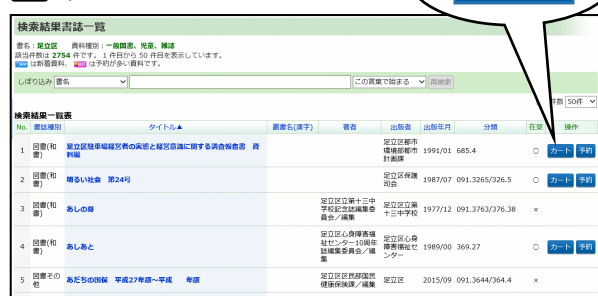 検索結果書誌一覧
書名：足立区　資料種別：一般図書、児童、雑誌
該当件数は 2754 件です。 1 件目から 50 件目を表示しています。
は新着資料、 は予約が多い資料です。
しぼり込み 書名 この言葉で始まる 再検索
件数 50件
検索結果一覧表
No. 書誌種別 タイトル▲ 叢書名(漢字) 著者 出版者 出版年月 分類 在架 操作
1 図書(和書) 足立区駐車場経営者の実態と経営意識に関する調査報告書　資料編 足立区都市環境部都市計画課 1991/01 685.4 ○ カート 予約
2 図書(和書) 明るい社会　第24号 足立区保護司会 1987/07 091.3265/326.5 ○ カート 予約
3 図書(和書) あしの芽 足立区立第十三中学校記念誌編集委員会／編集 足立区立第十三中学校 1977/12 091.3763/376.38 ×
4 図書(和書) あしあと 足立区心身障害福祉センター10周年誌編集委員会／編集 足立区心身障害福祉センター 1989/00 369.27 ○ カート 予約
5 図書その他 あだちの国保　平成27年版～平成　年版 足立区区民部国民健康保険課／編集 足立区 2015/09 091.3644/364.4 ×